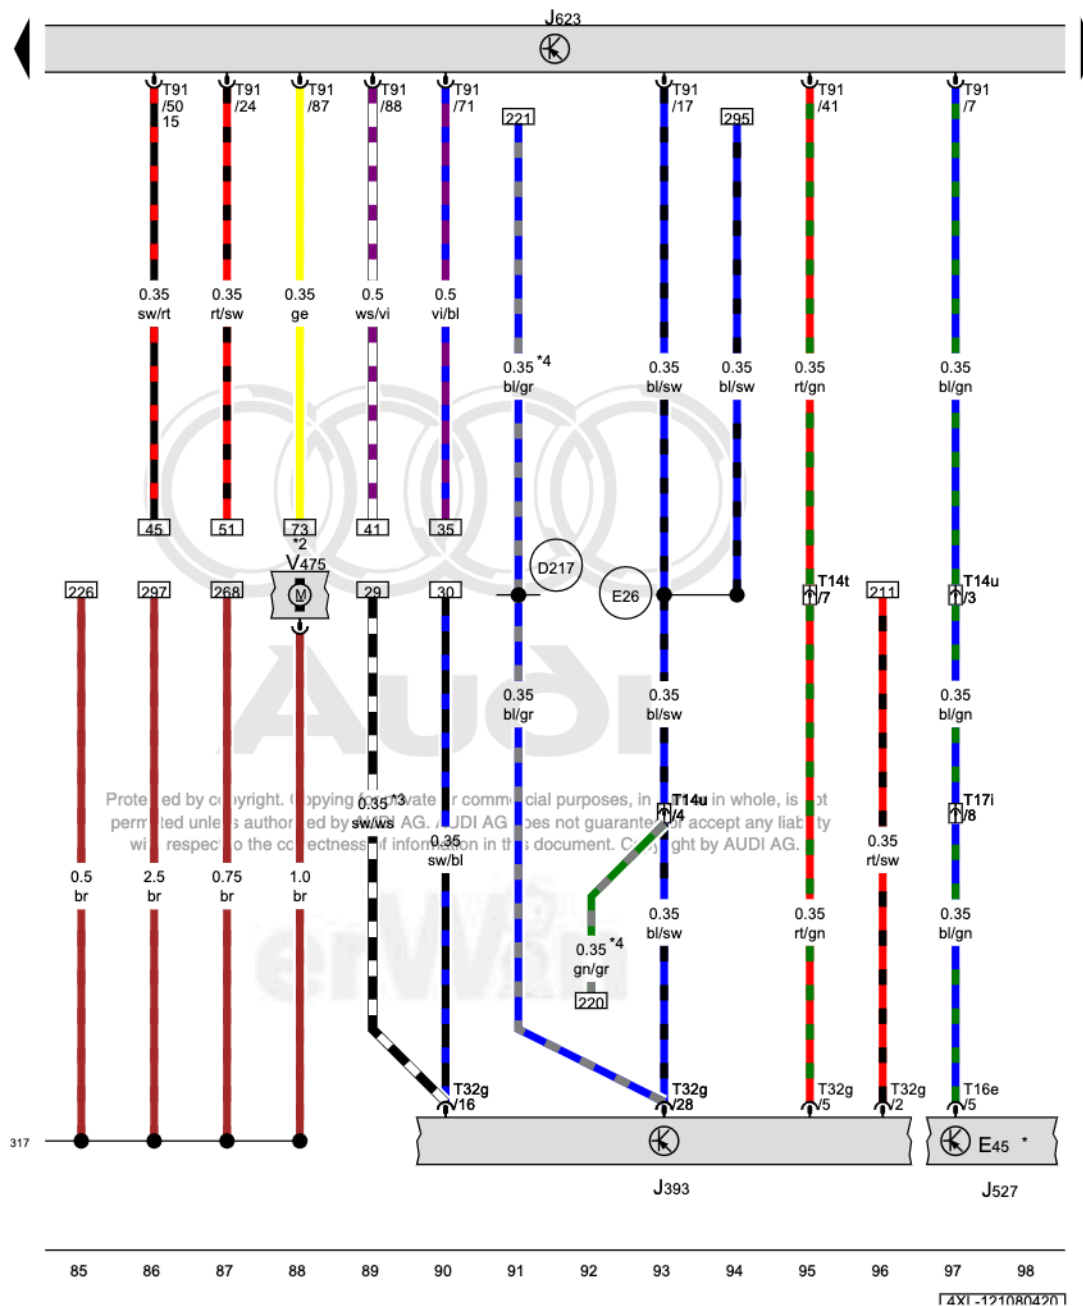 J623
T91 T91 T91 T91 T91 T91 T91 T91
/50 /24 /87 /88 /71 /17 /41 /7
15
221 295
0.35 0.35 0.35 0.5 0.5
sw/rt rt/sw ge ws/vi vi/bl
0.35 *4 0.35 0.35 0.35 0.35
bl/gr bl/sw bl/sw rt/gn bl/gn
45 51 73 41 35
*2
V475
D217
E26
T14t T14u
/7 /3
226 297 268 M 29 30 211
Audi
0.35 0.35 0.35
bl/gr bl/sw bl/gn
Protected by copyright. Copying for private or commercial purposes, in part or in whole, is not
permitted unless authorised by AUDI AG. AUDI AG does not guarantee or accept any liability
with respect to the correctness of information in this document. Copyright by AUDI AG.
0.35 *3
sw/ws
T14u T17i
/4 /8
0.35 0.35
sw/bl rt/sw
0.5 2.5 0.75 1.0
br br br br
erWin
0.35 0.35 0.35
bl/sw rt/gn bl/gn
0.35 *4
gn/gr
220
T32g T32g T32g T32g T16e
/16 /28 /5 /2 /5
317
E45 *
J393 J527
85 86 87 88 89 90 91 92 93 94 95 96 97 98
4XL-121080420